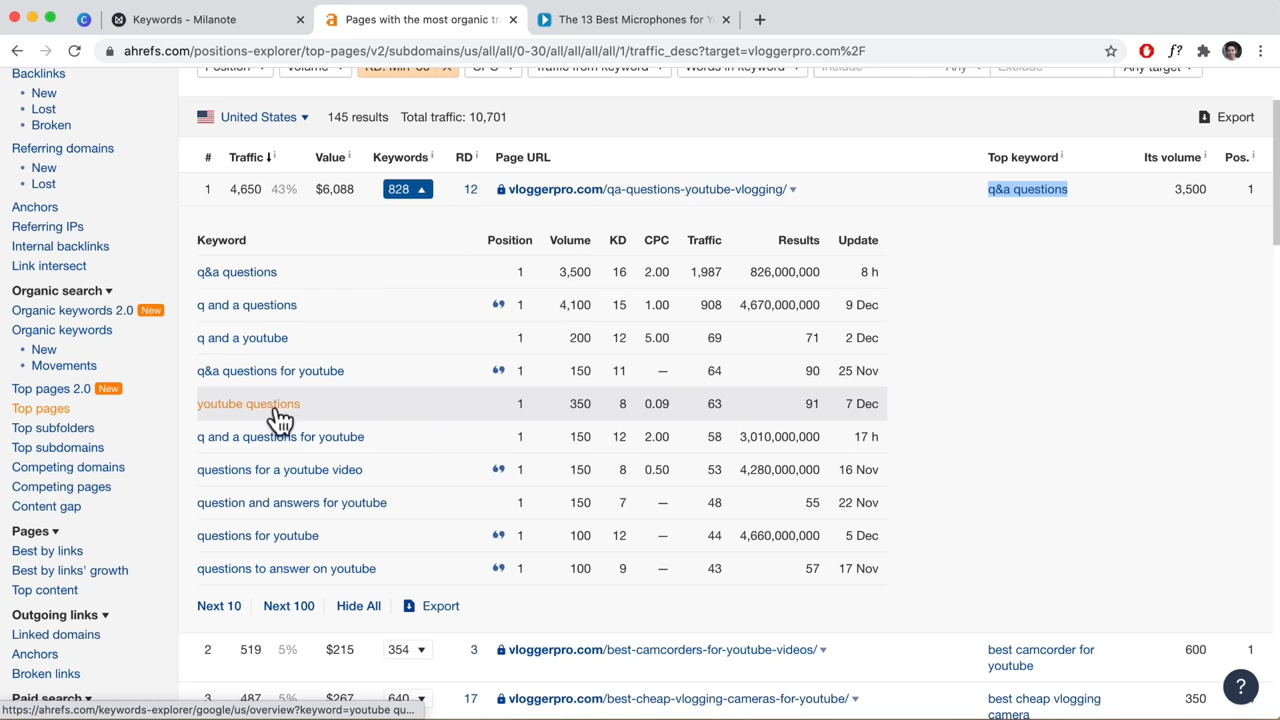 Keywords - Milanote
Pages with the most organic tr
The 13 Best Microphones for Y
ahrefs.com/positions-explorer/top-pages/v2/subdomains/us/all/all/0-30/all/all/all/all/1/traffic_desc?target=vloggerpro.com%2F
f?
Backlinks
New
Lost
Broken
Referring domains
New
Lost
Anchors
Referring IPs
Internal backlinks
Link intersect
Organic search
Organic keywords 2.0 New
Organic keywords
New
Movements
Top pages 2.0 New
Top pages
Top subfolders
Top subdomains
Competing domains
Competing pages
Content gap
Pages
Best by links
Best by links' growth
Top content
Outgoing links
Linked domains
Anchors
Broken links
Paid search
United States 145 results Total traffic: 10,701 Export
# Traffic Value Keywords RD Page URL Top keyword Its volume Pos.
1 4,650 43% $6,088 828 12 vloggerpro.com/qa-questions-youtube-vlogging/ q&a questions 3,500 1
Keyword Position Volume KD CPC Traffic Results Update
q&a questions 1 3,500 16 2.00 1,987 826,000,000 8 h
q and a questions 1 4,100 15 1.00 908 4,670,000,000 9 Dec
q and a youtube 1 200 12 5.00 69 71 2 Dec
q&a questions for youtube 1 150 11 — 64 90 25 Nov
youtube questions 1 350 8 0.09 63 91 7 Dec
q and a questions for youtube 1 150 12 2.00 58 3,010,000,000 17 h
questions for a youtube video 1 150 8 0.50 53 4,280,000,000 16 Nov
question and answers for youtube 1 150 7 — 48 55 22 Nov
questions for youtube 1 100 12 — 44 4,660,000,000 5 Dec
questions to answer on youtube 1 100 9 — 43 57 17 Nov
Next 10 Next 100 Hide All Export
2 519 5% $215 354 3 vloggerpro.com/best-camcorders-for-youtube-videos/ best camcorder for youtube 600 1
3 487 5% $267 640 17 vloggerpro.com/best-cheap-vlogging-cameras-for-youtube/ best cheap vlogging camera 350
?
https://ahrefs.com/keywords-explorer/google/us/overview?keyword=youtube qu...